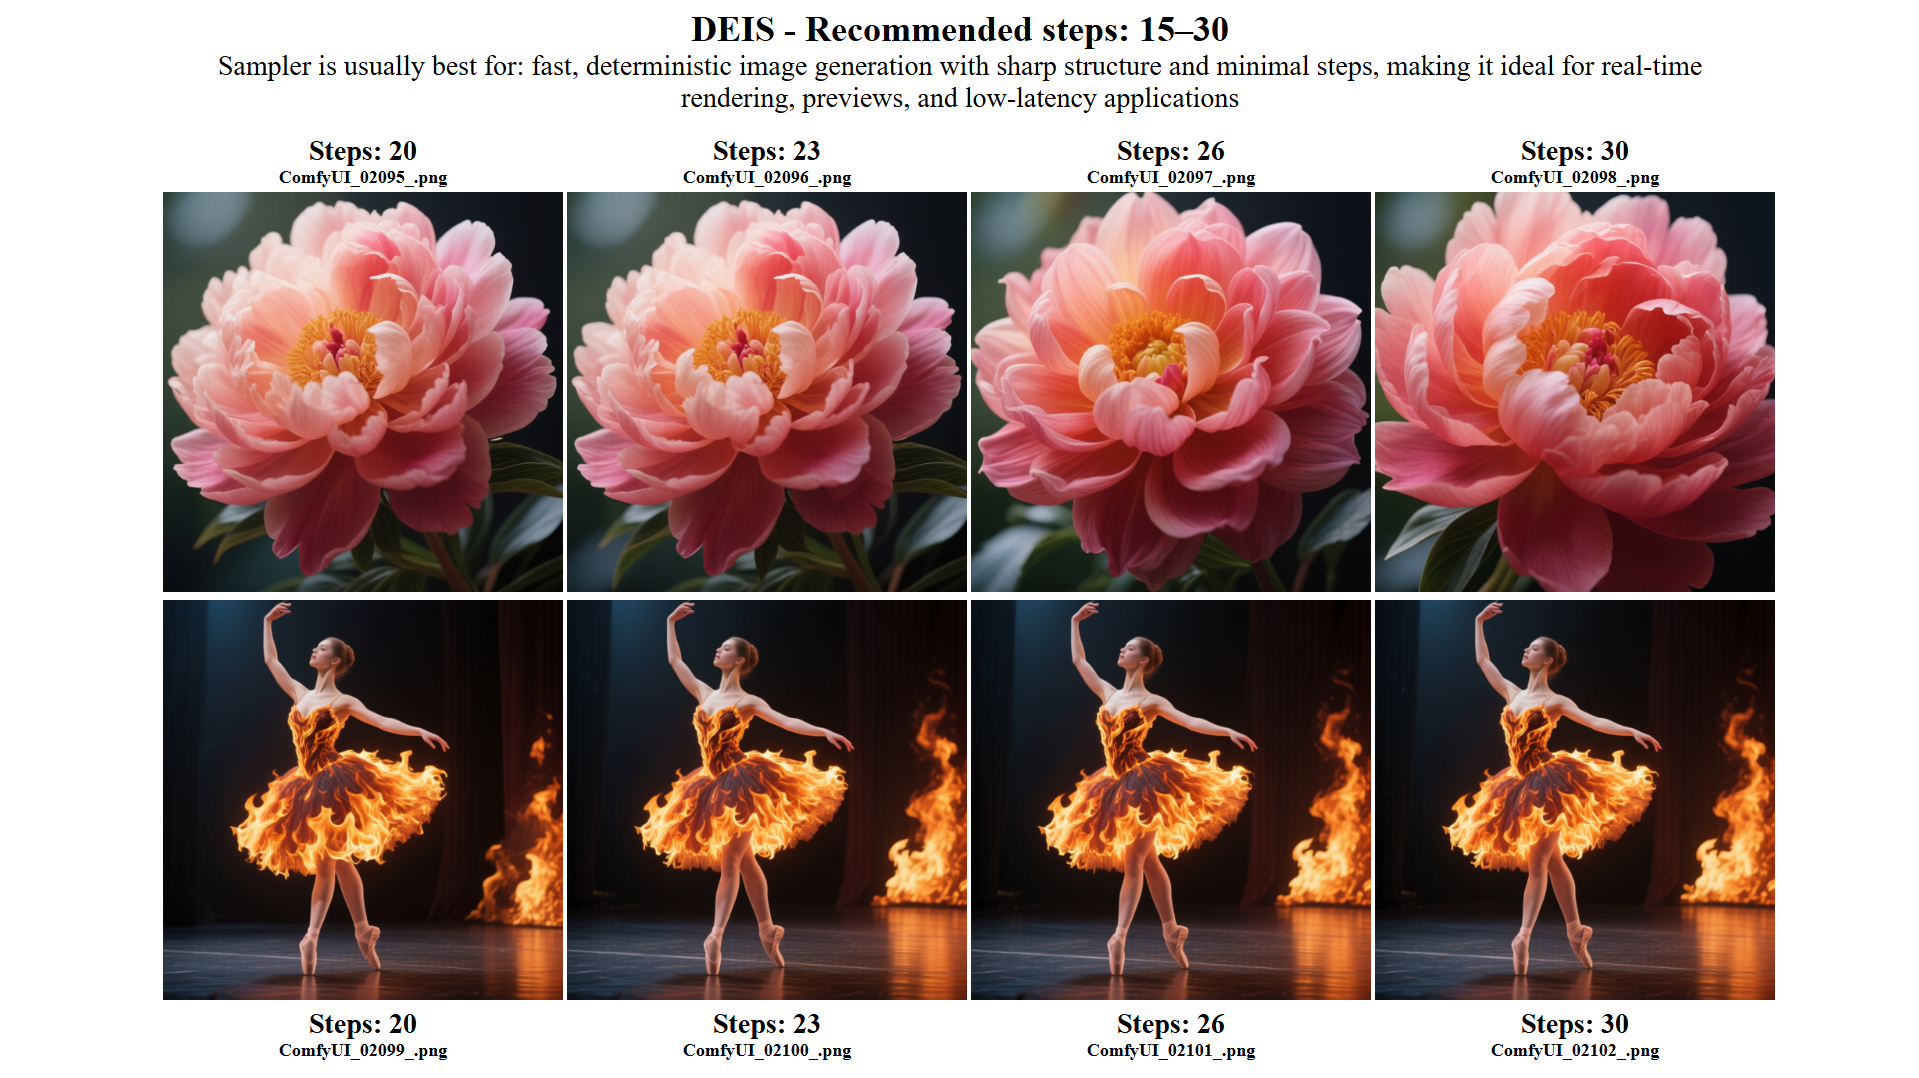 DEIS - Recommended steps: 15–30
Sampler is usually best for: fast, deterministic image generation with sharp structure and minimal steps, making it ideal for real-time
rendering, previews, and low-latency applications
Steps: 20
ComfyUI_02095_.png
Steps: 23
ComfyUI_02096_.png
Steps: 26
ComfyUI_02097_.png
Steps: 30
ComfyUI_02098_.png
Steps: 20
ComfyUI_02099_.png
Steps: 23
ComfyUI_02100_.png
Steps: 26
ComfyUI_02101_.png
Steps: 30
ComfyUI_02102_.png